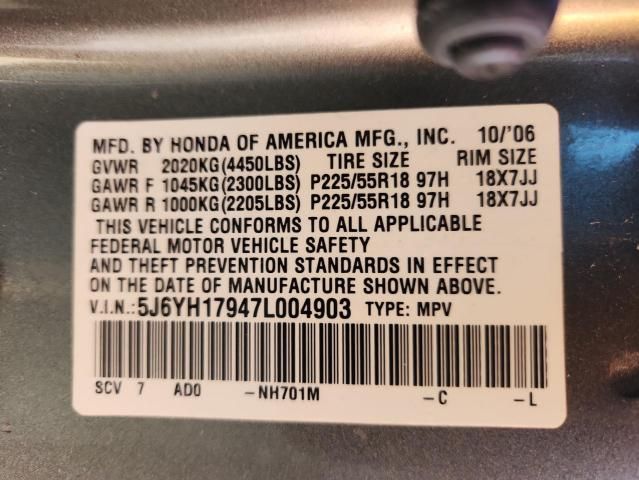 MFD. BY HONDA OF AMERICA MFG., INC. 10/'06
GVWR 2020KG(4450LBS) TIRE SIZE RIM SIZE
GAWR F 1045KG(2300LBS) P225/55R18 97H 18X7JJ
GAWR R 1000KG(2205LBS) P225/55R18 97H 18X7JJ
THIS VEHICLE CONFORMS TO ALL APPLICABLE
FEDERAL MOTOR VEHICLE SAFETY
AND THEFT PREVENTION STANDARDS IN EFFECT
ON THE DATE OF MANUFACTURE SHOWN ABOVE.
V.I.N.:5J6YH17947L004903 TYPE: MPV
SCV 7 AD0 -NH701M -C -L